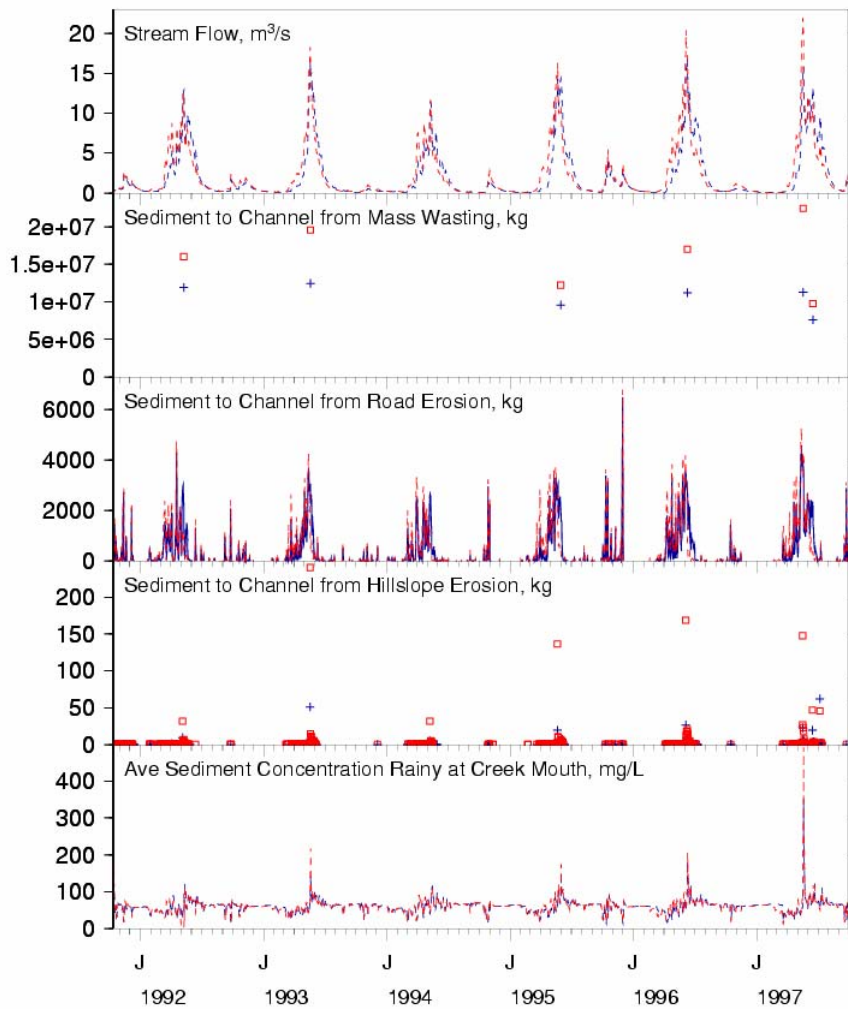 Stream Flow, m³/s
20
15
10
5
0
Sediment to Channel from Mass Wasting, kg
2e+07
1.5e+07
1e+07
5e+06
0
Sediment to Channel from Road Erosion, kg
6000
4000
2000
0
Sediment to Channel from Hillslope Erosion, kg
200
150
100
50
0
Ave Sediment Concentration Rainy at Creek Mouth, mg/L
400
300
200
100
0
J J J J J J
1992 1993 1994 1995 1996 1997